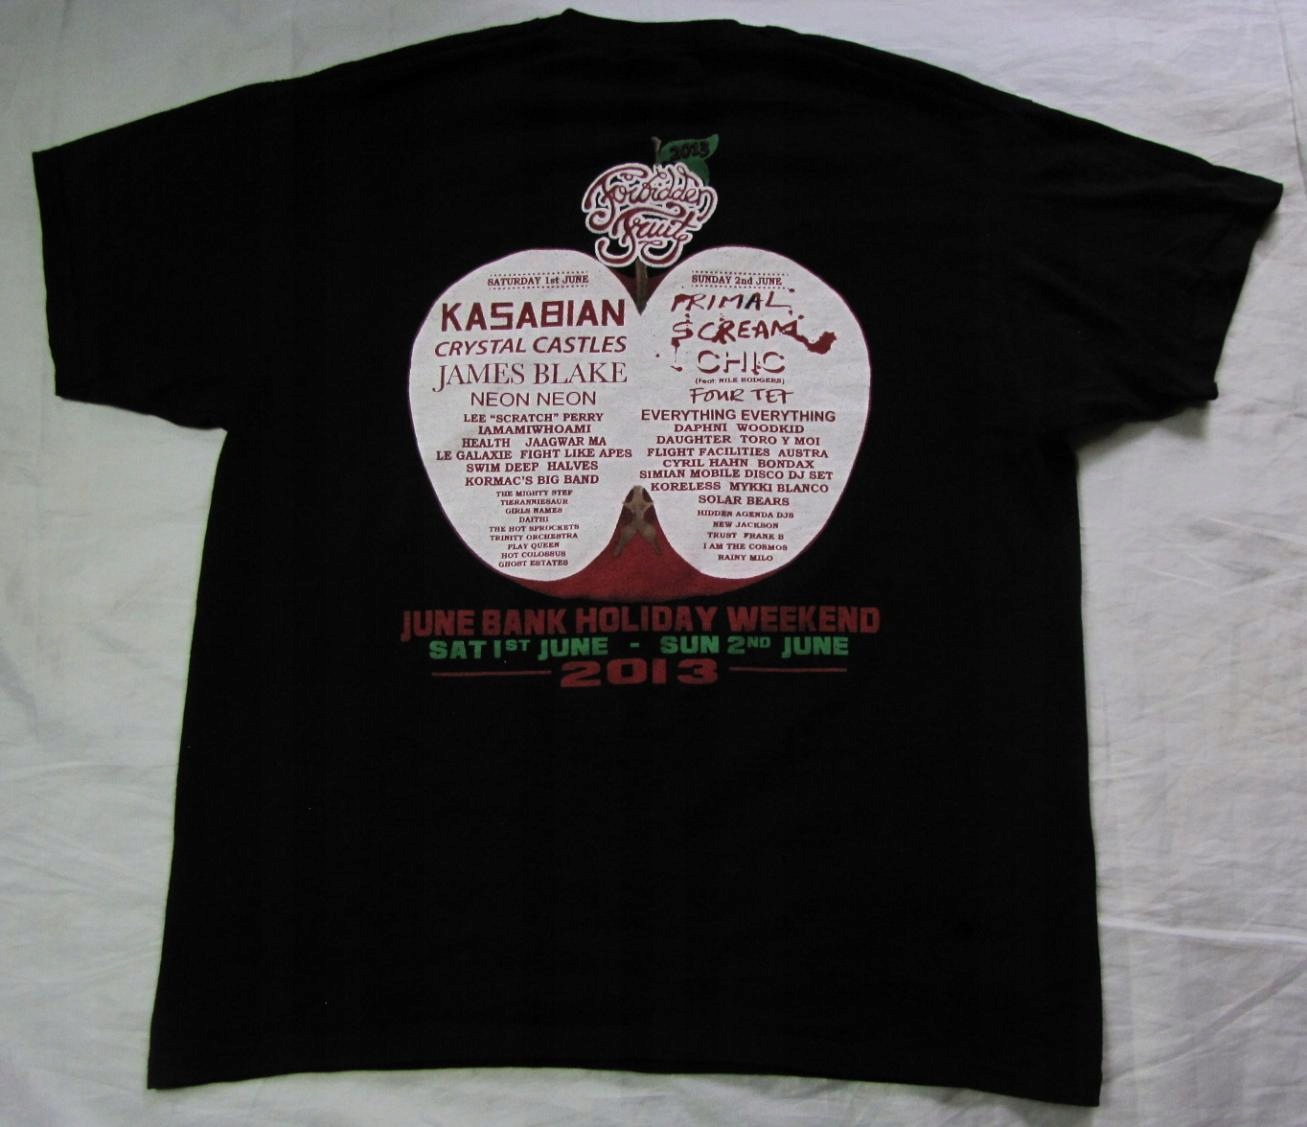 2013
Forbidden
Fruit
SATURDAY 1st JUNE
KASABIAN
CRYSTAL CASTLES
JAMES BLAKE
NEON NEON
LEE "SCRATCH" PERRY
IAMAMIWHOAMI
HEALTH JAAGWAR MA
LE GALAXIE FIGHT LIKE APES
SWIM DEEP HALVES
KORMAC'S BIG BAND
THE MIGHTY STEF
TIERANNIESAUR
GIRLS NAMES
DAITHI
THE HOT SPROCKETS
TRINITY ORCHESTRA
PLAY QUEEN
HOT COLOSSUS
GHOST ESTATES
SUNDAY 2nd JUNE
PRIMAL
SCREAM
CHIC
(Feat: NILE RODGERS)
FOUR TET
EVERYTHING EVERYTHING
DAPHNI WOODKID
DAUGHTER TORO Y MOI
FLIGHT FACILITIES AUSTRA
CYRIL HAHN BONDAX
SIMIAN MOBILE DISCO DJ SET
KORELESS MYKKI BLANCO
SOLAR BEARS
HIDDEN AGENDA DJS
NEW JACKSON
TRUST FRANK B
I AM THE COSMOS
RAINY MILO
JUNE BANK HOLIDAY WEEKEND
SAT 1ST JUNE - SUN 2ND JUNE
2013